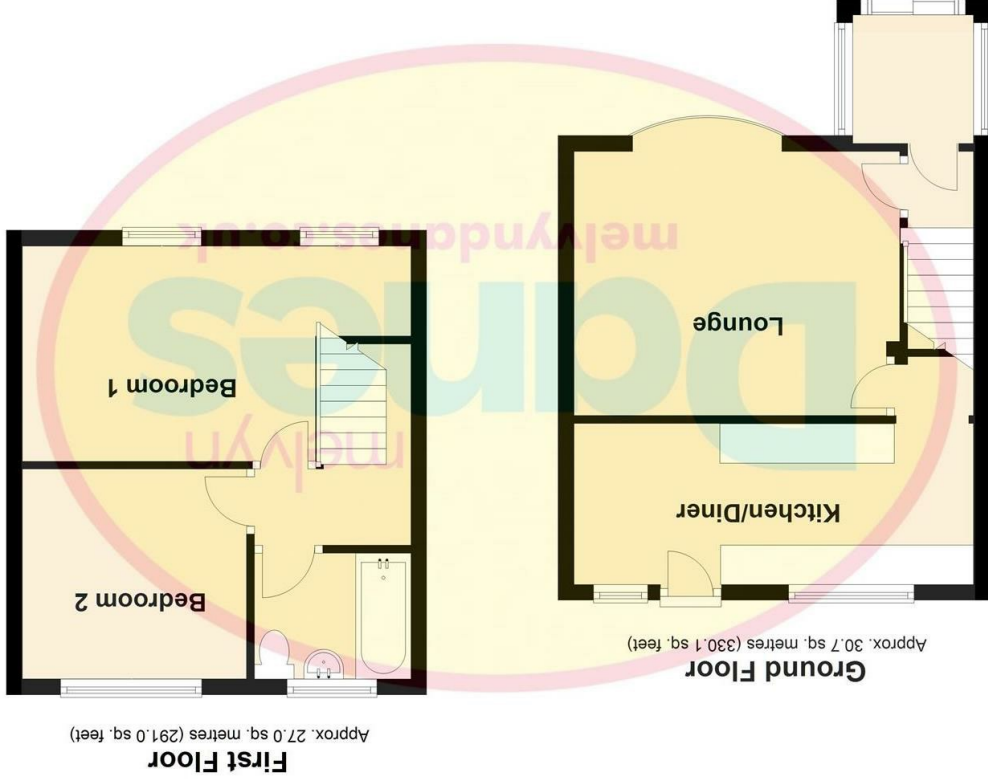 Ground Floor
Approx. 30.7 sq. metres (330.1 sq. feet)
Kitchen/Diner
Lounge
First Floor
Approx. 27.0 sq. metres (291.0 sq. feet)
Bedroom 2
Bedroom 1
melvyn
Danes
melvyndanes.co.uk